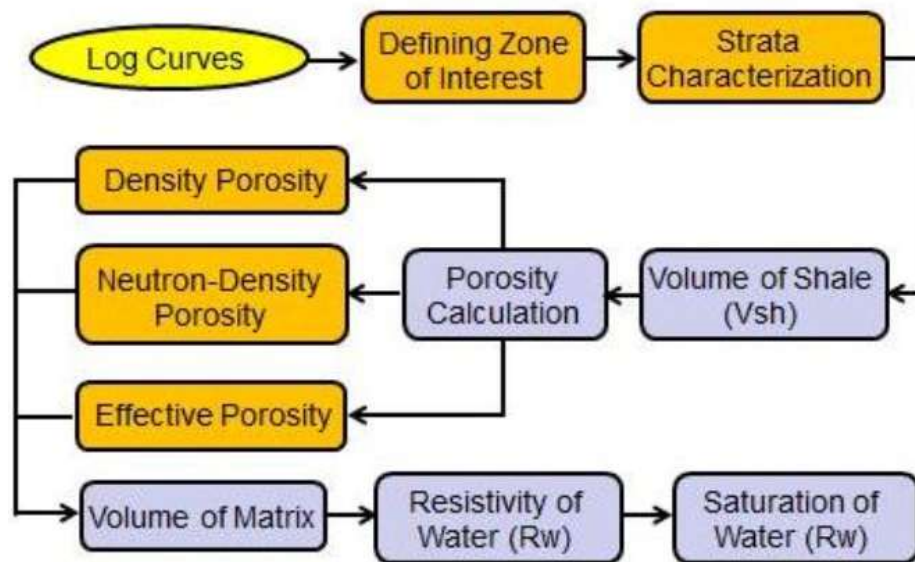 Log Curves
Defining Zone
of Interest
Strata
Characterization
Volume of Shale
(Vsh)
Porosity
Calculation
Density Porosity
Neutron-Density
Porosity
Effective Porosity
Volume of Matrix
Resistivity of
Water (Rw)
Saturation of
Water (Rw)